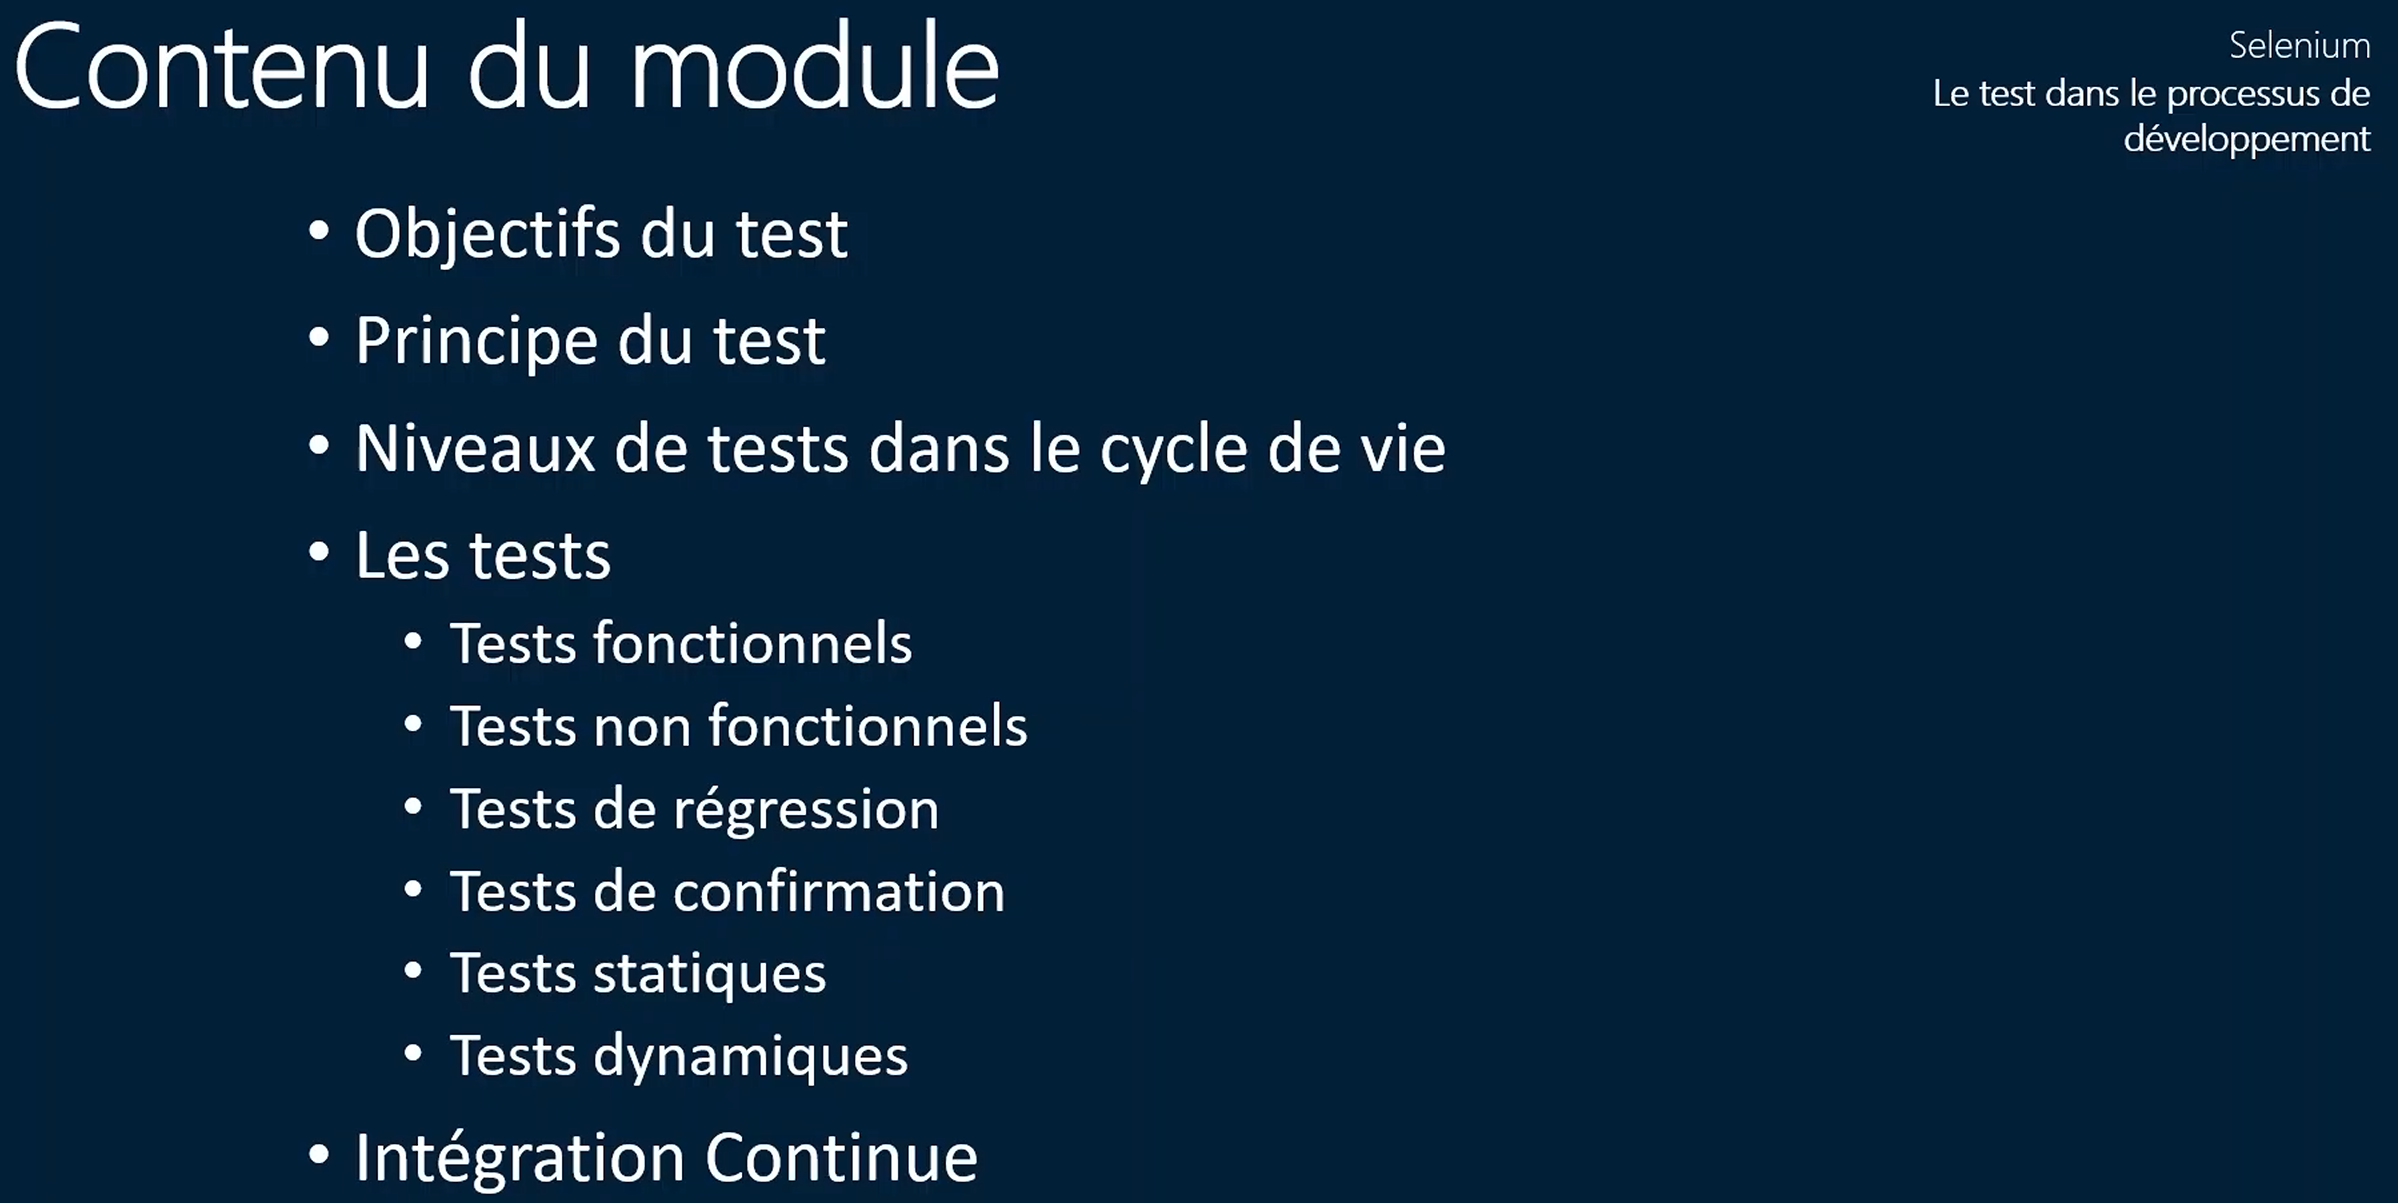 Contenu du module
Selenium
Le test dans le processus de
développement
• Objectifs du test
• Principe du test
• Niveaux de tests dans le cycle de vie
• Les tests
• Tests fonctionnels
• Tests non fonctionnels
• Tests de régression
• Tests de confirmation
• Tests statiques
• Tests dynamiques
• Intégration Continue